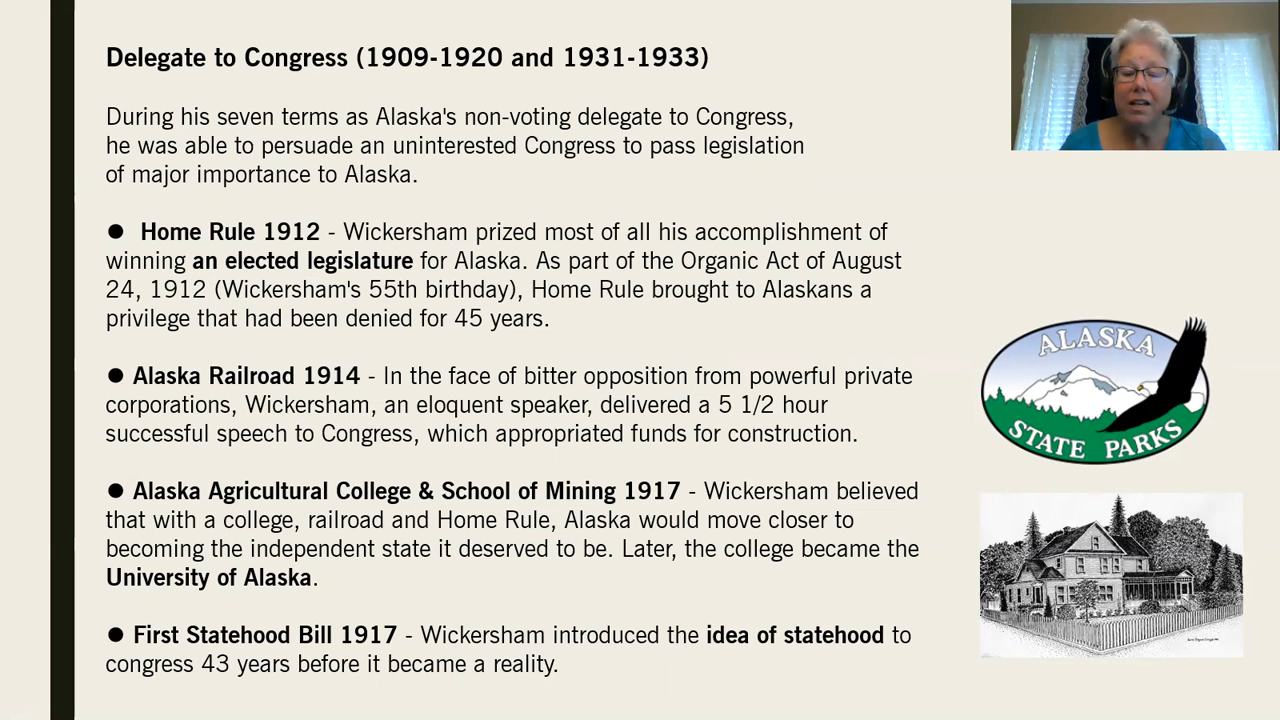 Delegate to Congress (1909-1920 and 1931-1933)
During his seven terms as Alaska's non-voting delegate to Congress,
he was able to persuade an uninterested Congress to pass legislation
of major importance to Alaska.
● Home Rule 1912 - Wickersham prized most of all his accomplishment of
winning an elected legislature for Alaska. As part of the Organic Act of August
24, 1912 (Wickersham's 55th birthday), Home Rule brought to Alaskans a
privilege that had been denied for 45 years.
● Alaska Railroad 1914 - In the face of bitter opposition from powerful private
corporations, Wickersham, an eloquent speaker, delivered a 5 1/2 hour
successful speech to Congress, which appropriated funds for construction.
● Alaska Agricultural College & School of Mining 1917 - Wickersham believed
that with a college, railroad and Home Rule, Alaska would move closer to
becoming the independent state it deserved to be. Later, the college became the
University of Alaska.
● First Statehood Bill 1917 - Wickersham introduced the idea of statehood to
congress 43 years before it became a reality.
ALASKA
STATE PARKS